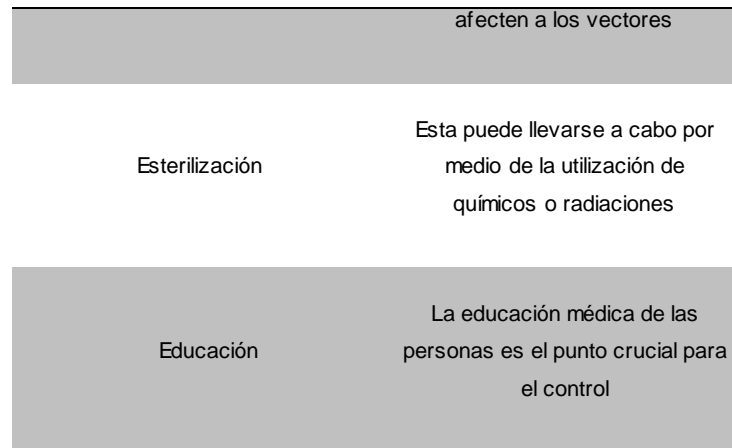 afecten a los vectores
Esterilización
Esta puede llevarse a cabo por
medio de la utilización de
químicos o radiaciones
Educación
La educación médica de las
personas es el punto crucial para
el control